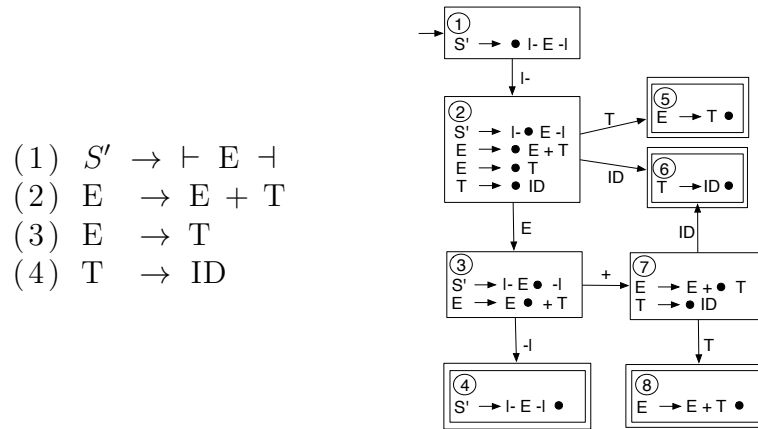 (1) S′ → ⊢ E ⊣
(2) E → E + T
(3) E → T
(4) T → ID
1
S' → ● |- E -|
|-
2
S' → |- ● E -|
E → ● E + T
E → ● T
T → ● ID
T
5
E → T ●
ID
6
T → ID ●
E
3
S' → |- E ● -|
E → E ● + T
+
ID
7
E → E + ● T
T → ● ID
-|
4
S' → |- E -| ●
T
8
E → E + T ●